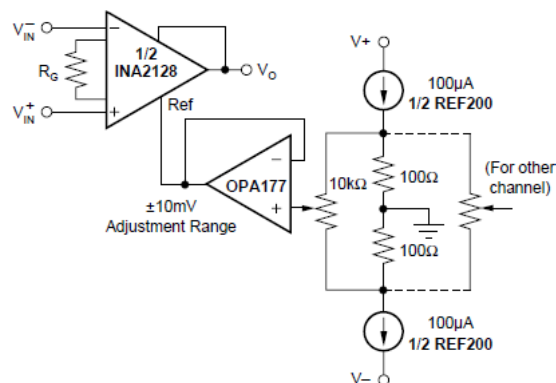 V⁻IN
RG
V⁺IN
1/2
INA2128
VO
Ref
±10mV
Adjustment Range
OPA177
V+
100µA
1/2 REF200
10kΩ
100Ω
100Ω
(For other
channel)
100µA
1/2 REF200
V–